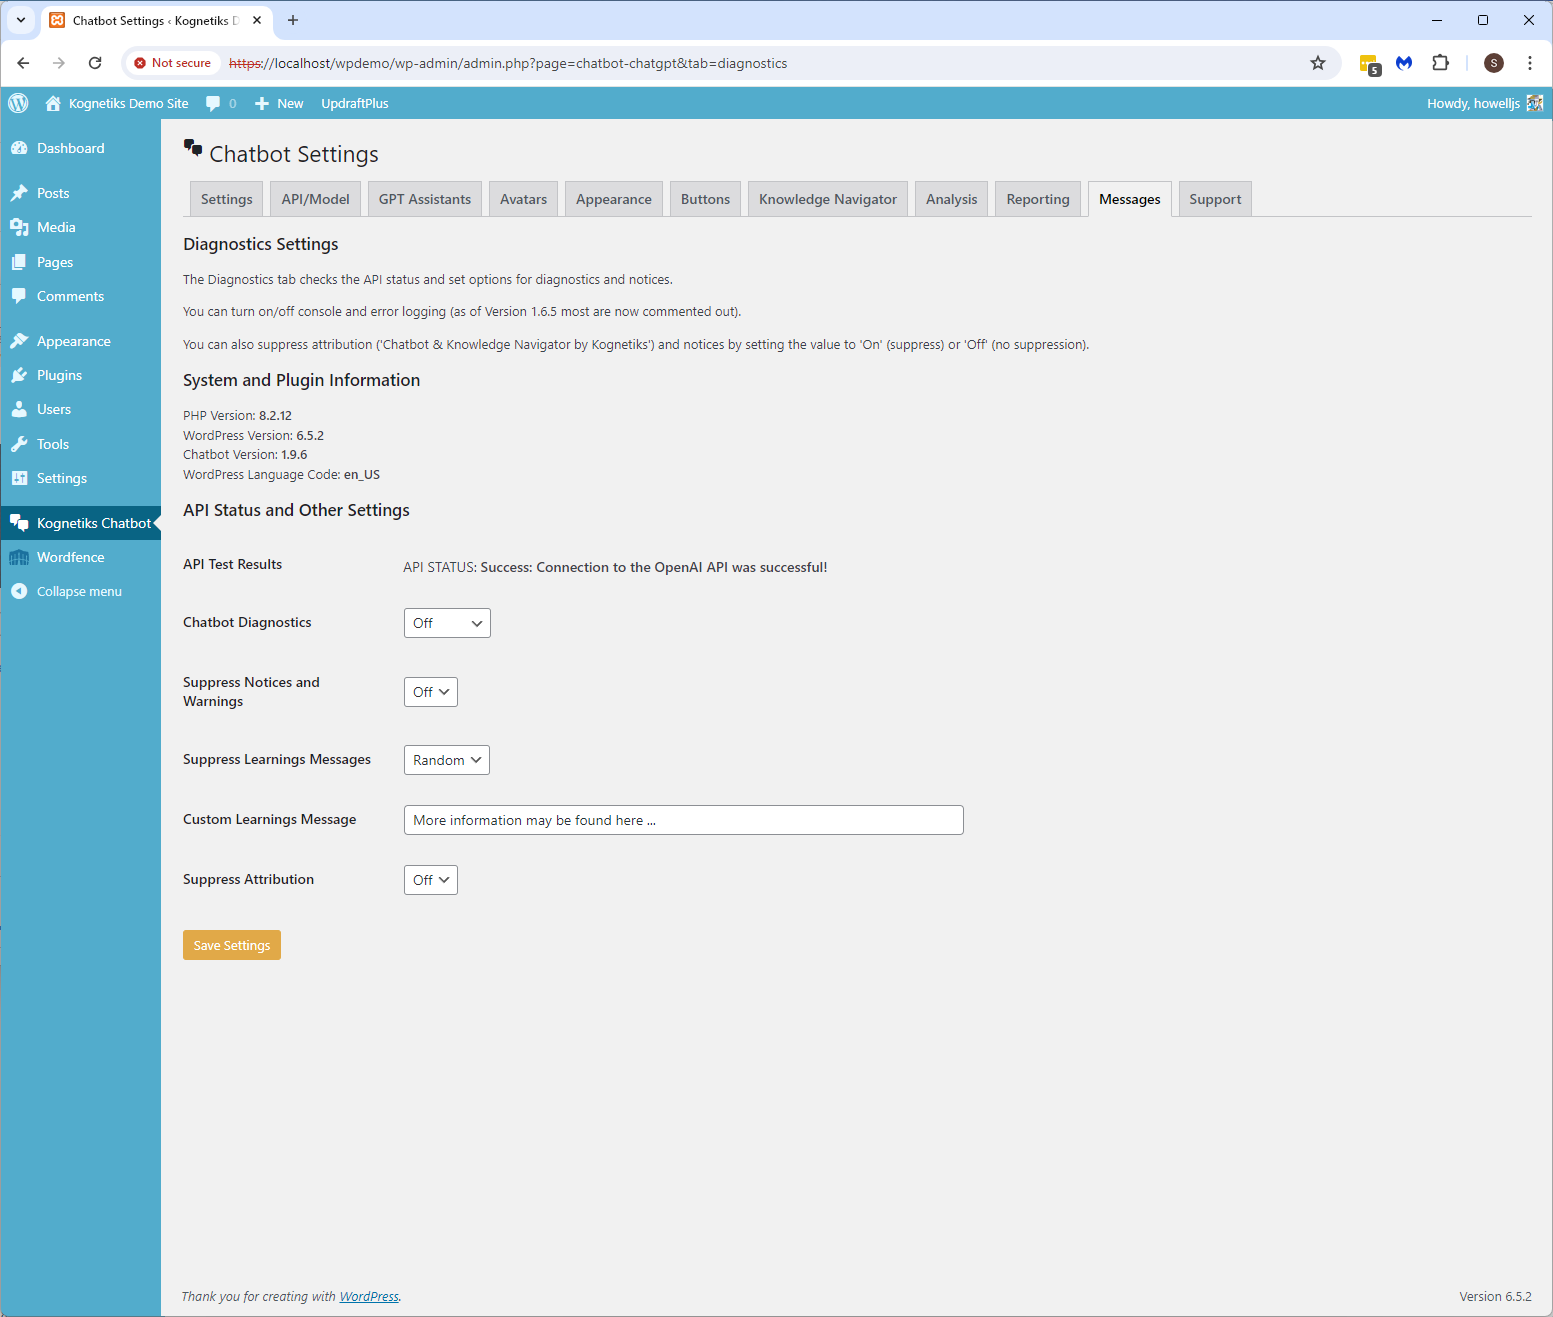 Chatbot Settings ‹ Kognetiks D
Not secure
https://localhost/wpdemo/wp-admin/admin.php?page=chatbot-chatgpt&tab=diagnostics
5
S
Kognetiks Demo Site
0
New
UpdraftPlus
Howdy, howelljs
Dashboard
Posts
Media
Pages
Comments
Appearance
Plugins
Users
Tools
Settings
Kognetiks Chatbot
Wordfence
Collapse menu
Chatbot Settings
Settings
API/Model
GPT Assistants
Avatars
Appearance
Buttons
Knowledge Navigator
Analysis
Reporting
Messages
Support
Diagnostics Settings
The Diagnostics tab checks the API status and set options for diagnostics and notices.
You can turn on/off console and error logging (as of Version 1.6.5 most are now commented out).
You can also suppress attribution ('Chatbot & Knowledge Navigator by Kognetiks') and notices by setting the value to 'On' (suppress) or 'Off' (no suppression).
System and Plugin Information
PHP Version: 8.2.12
WordPress Version: 6.5.2
Chatbot Version: 1.9.6
WordPress Language Code: en_US
API Status and Other Settings
API Test Results
API STATUS: Success: Connection to the OpenAI API was successful!
Chatbot Diagnostics
Off
Suppress Notices and
Warnings
Off
Suppress Learnings Messages
Random
Custom Learnings Message
More information may be found here ...
Suppress Attribution
Off
Save Settings
Thank you for creating with WordPress.
Version 6.5.2